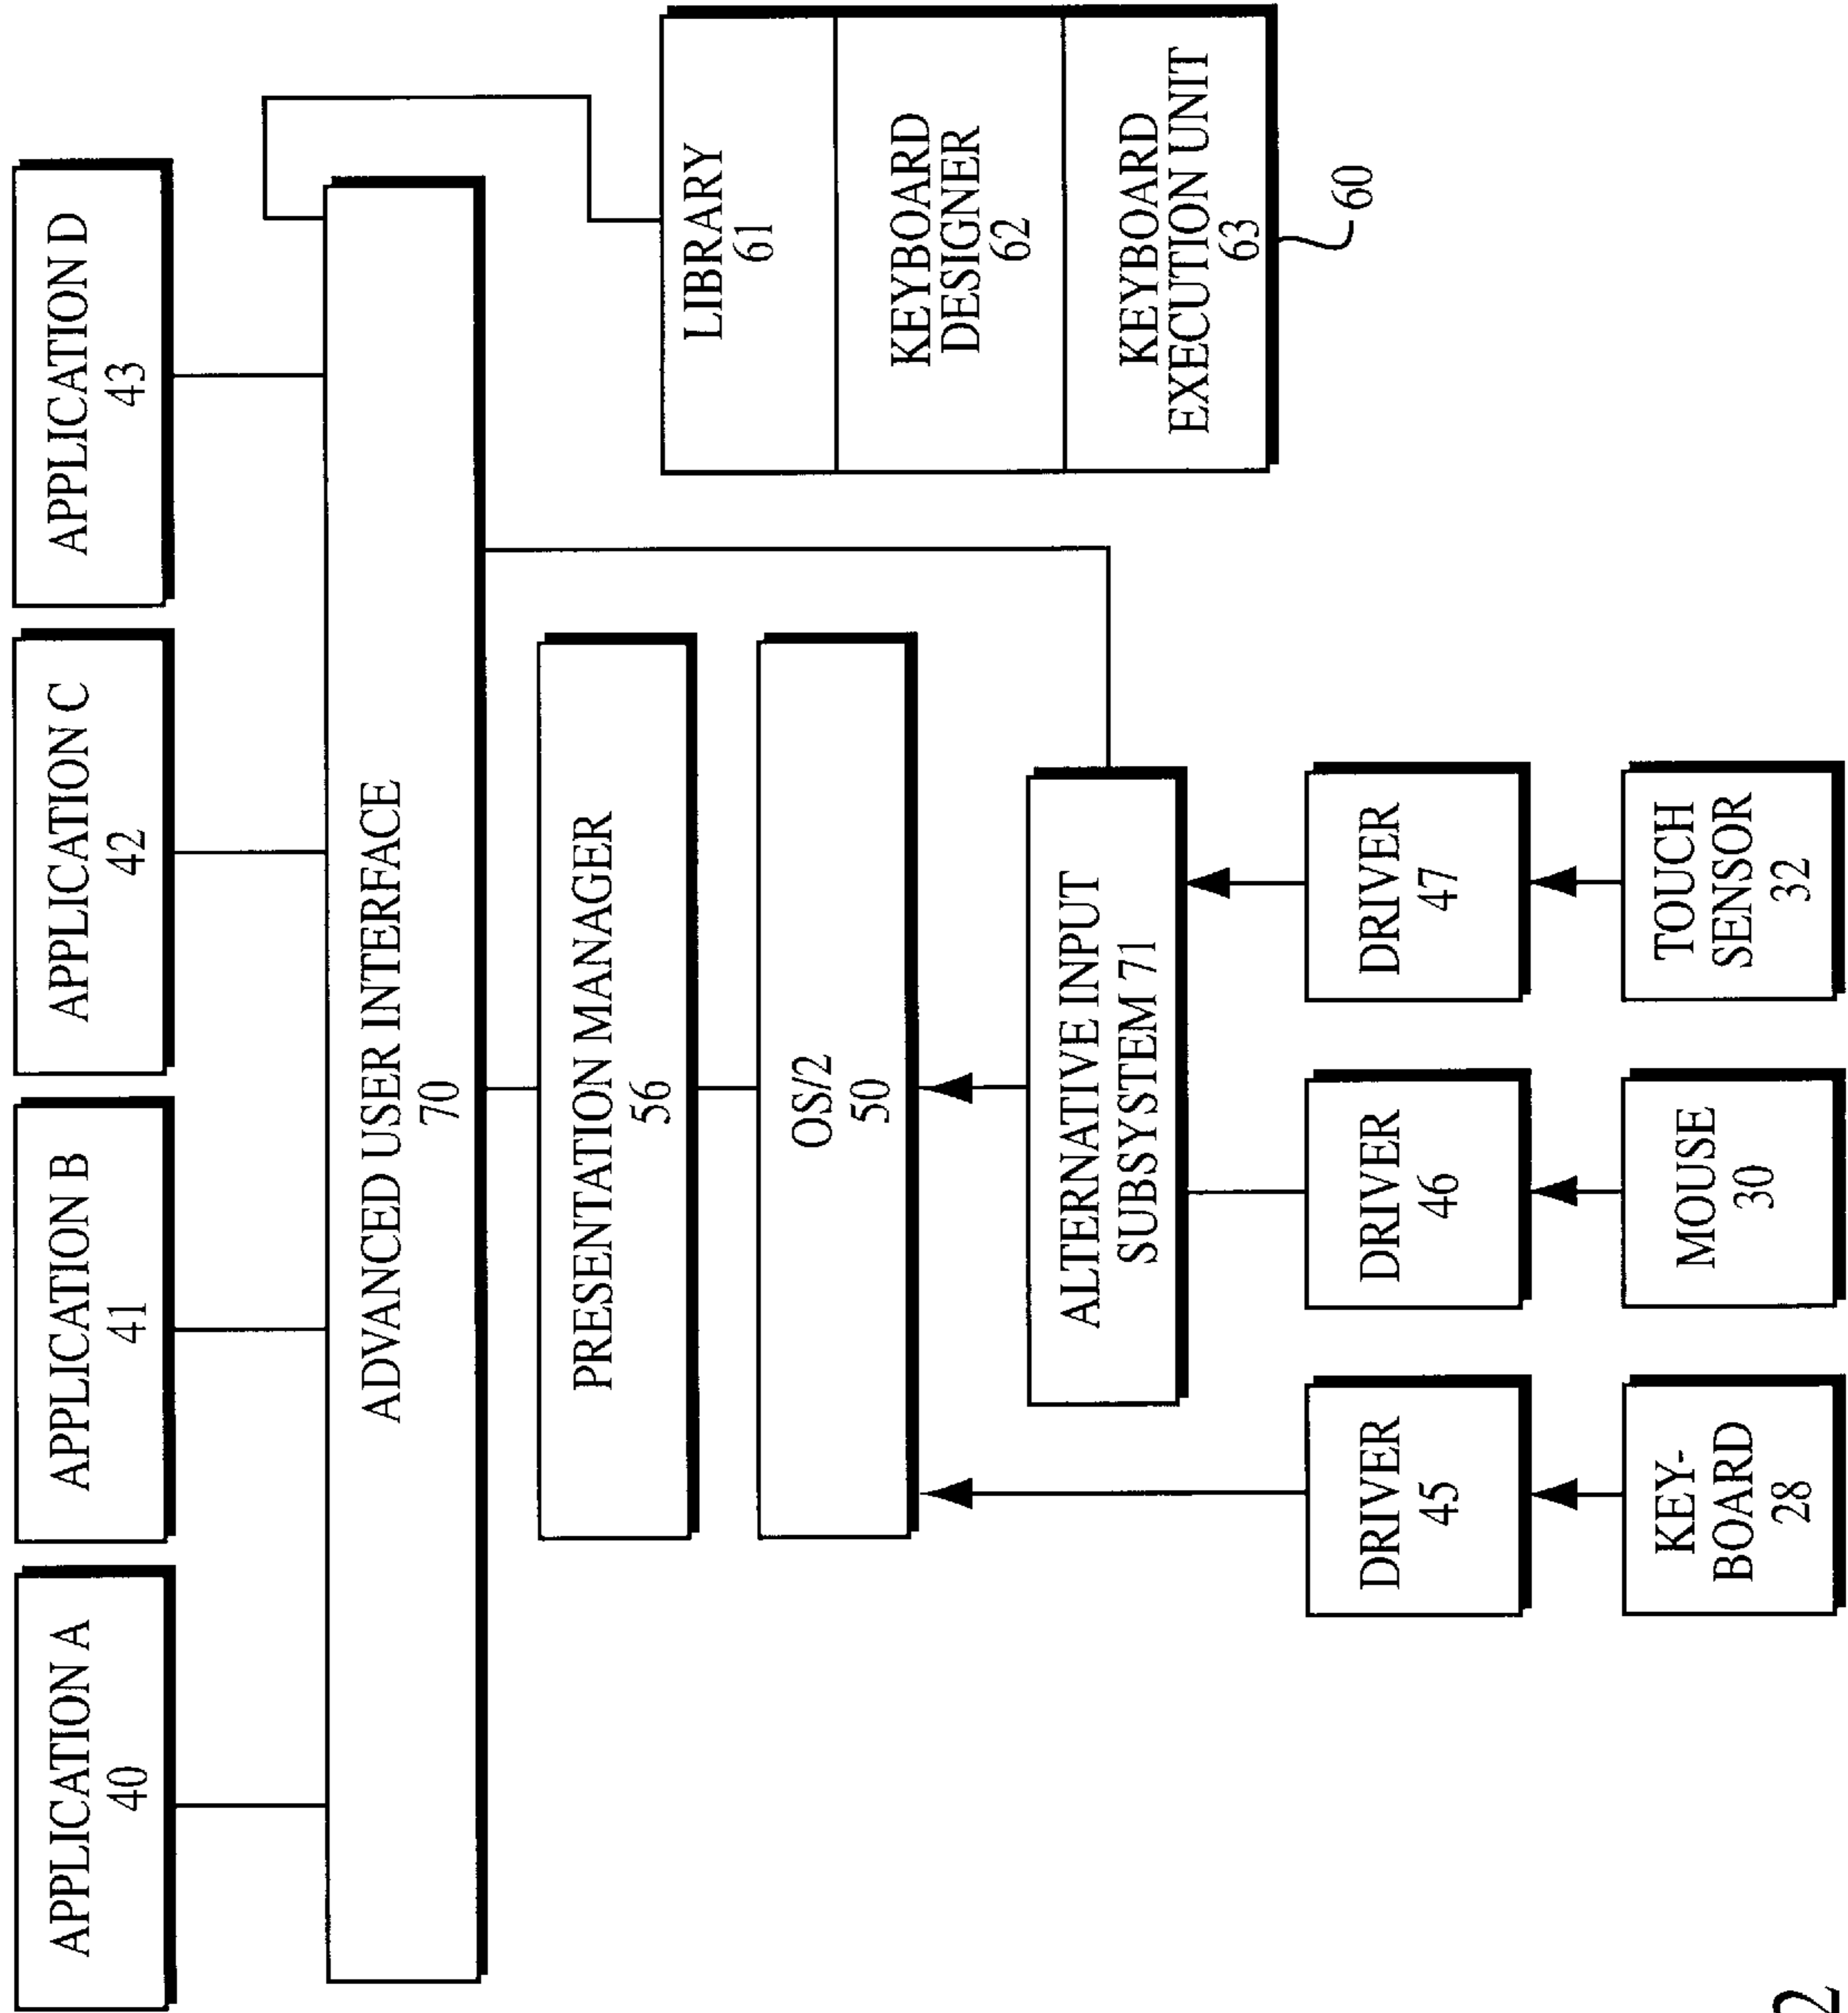 APPLICATION A
40
APPLICATION B
41
APPLICATION C
42
APPLICATION D
43
ADVANCED USER INTERFACE
70
PRESENTATION MANAGER
56
OS/2
50
ALTERNATIVE INPUT
SUBSYSTEM 71
DRIVER
45
DRIVER
46
DRIVER
47
KEY-
BOARD
28
MOUSE
30
TOUCH
SENSOR
32
LIBRARY
61
KEYBOARD
DESIGNER
62
KEYBOARD
EXECUTION UNIT
63
60
2